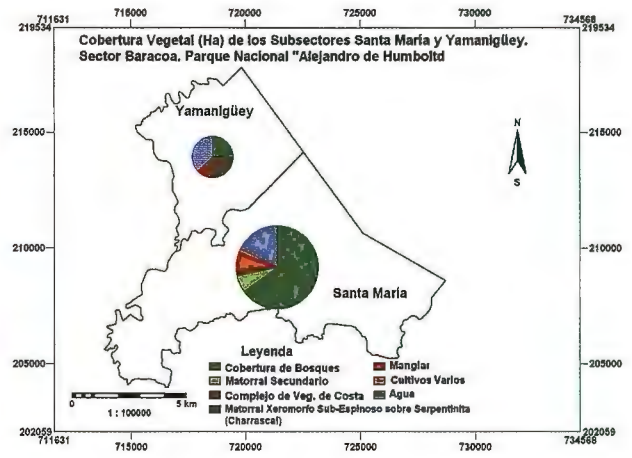 715000 720000 725000 730000
711631 734568
219534 219534
Cobertura Vegetal (Ha) de los Subsectores Santa María y Yamanigüey.
Sector Baracoa. Parque Nacional "Alejandro de Humboltd
Yamanigüey
N
S
215000 215000
210000 210000
Santa María
Leyenda
Cobertura de Bosques
Manglar
Matorral Secundario
Cultivos Varios
Complejo de Veg. de Costa
Agua
Matorral Xeromorfo Sub-Espinoso sobre Serpentinita
(Charrascal)
205000 205000
0 5 km
1 : 100000
202059 202059
711631 734568
715000 720000 725000 730000